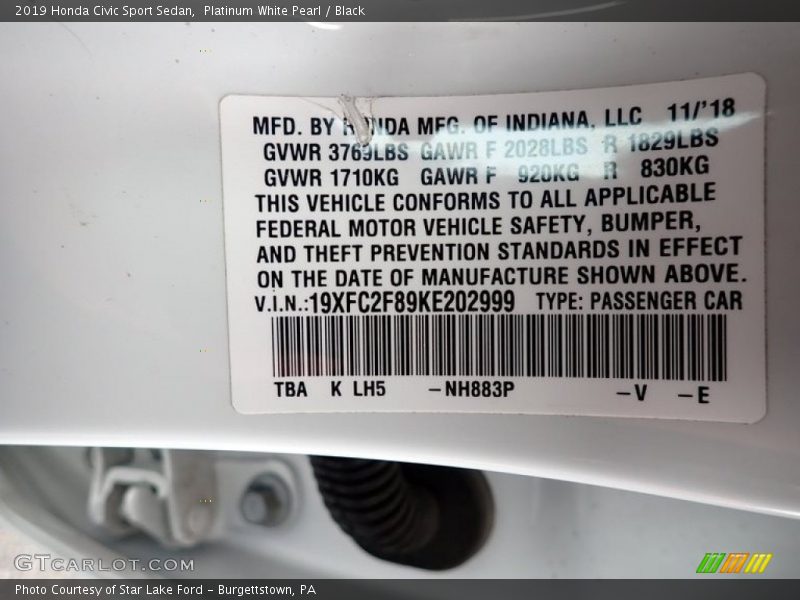 2019 Honda Civic Sport Sedan, Platinum White Pearl / Black
MFD. BY HONDA MFG. OF INDIANA, LLC 11/'18
GVWR 3769LBS GAWR F 2028LBS R 1829LBS
GVWR 1710KG GAWR F 920KG R 830KG
THIS VEHICLE CONFORMS TO ALL APPLICABLE
FEDERAL MOTOR VEHICLE SAFETY, BUMPER,
AND THEFT PREVENTION STANDARDS IN EFFECT
ON THE DATE OF MANUFACTURE SHOWN ABOVE.
V.I.N.:19XFC2F89KE202999 TYPE: PASSENGER CAR
TBA K LH5 –NH883P –V –E
GTCARLOT.COM
Photo Courtesy of Star Lake Ford – Burgettstown, PA